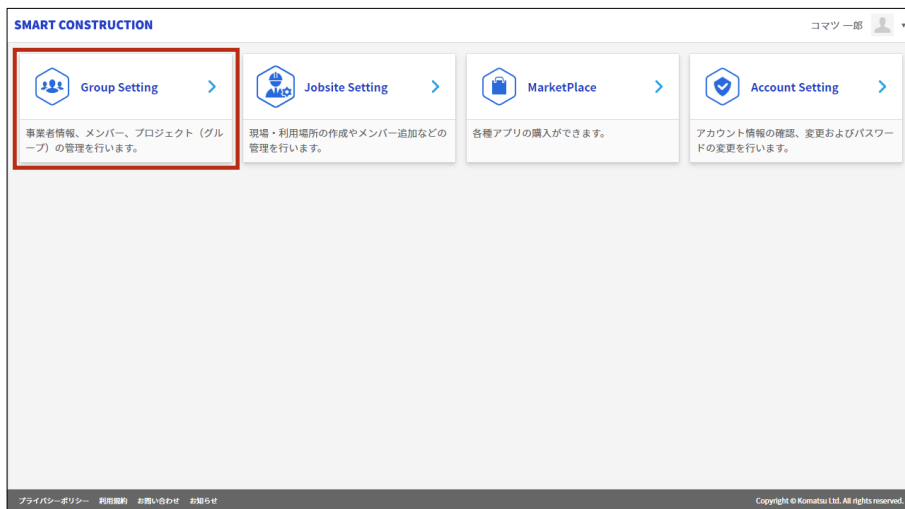 SMART CONSTRUCTION
コマツ 一郎
Group Setting
事業者情報、メンバー、プロジェクト（グル
ープ）の管理を行います。
Jobsite Setting
現場・利用場所の作成やメンバー追加などの
管理を行います。
MarketPlace
各種アプリの購入ができます。
Account Setting
アカウント情報の確認、変更およびパスワー
ドの変更を行います。
プライバシーポリシー 利用規約 お問い合わせ お知らせ
Copyright © Komatsu Ltd. All rights reserved.